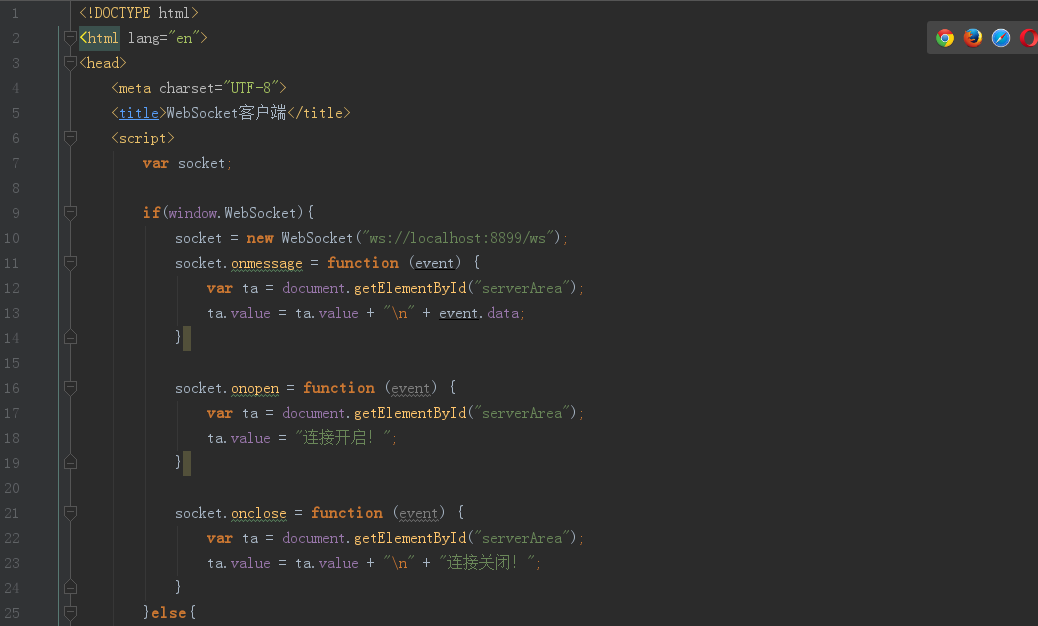 1 <!DOCTYPE html>
2 <html lang="en">
3 <head>
4 <meta charset="UTF-8">
5 <title>WebSocket客户端</title>
6 <script>
7 var socket;
8
9 if(window.WebSocket){
10 socket = new WebSocket("ws://localhost:8899/ws");
11 socket.onmessage = function (event) {
12 var ta = document.getElementById("serverArea");
13 ta.value = ta.value + "\n" + event.data;
14 }
15
16 socket.onopen = function (event) {
17 var ta = document.getElementById("serverArea");
18 ta.value = "连接开启！";
19 }
20
21 socket.onclose = function (event) {
22 var ta = document.getElementById("serverArea");
23 ta.value = ta.value + "\n" + "连接关闭！";
24 }
25 }else{